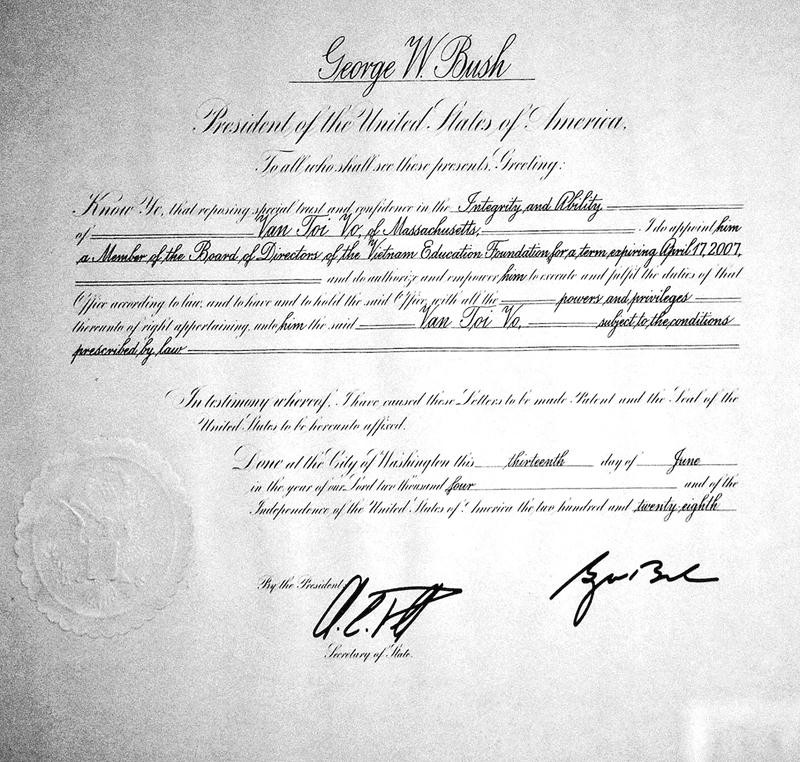 George W. Bush
President of the United States of America.
To all who shall see these presents, Greeting:
Know Ye, that reposing special trust and confidence in the Integrity and Ability
of Van Toi Vo, of Massachusetts, I do appoint him
a Member of the Board of Directors of the Vietnam Education Foundation for a term expiring April 17, 2007,
and do authorize and empower him to execute and fulfil the duties of that
Office according to law, and to have and to hold the said Office, with all the powers and privileges
thereunto of right appertaining, unto him the said Van Toi Vo, subject to the conditions
prescribed by law
In testimony whereof, I have caused these Letters to be made Patent and the Seal of the
United States to be hereunto affixed.
Done at the City of Washington this thirteenth day of June
in the year of our Lord two thousand four and of the
Independence of the United States of America the two hundred and twenty-eighth
By the President:
Secretary of State.